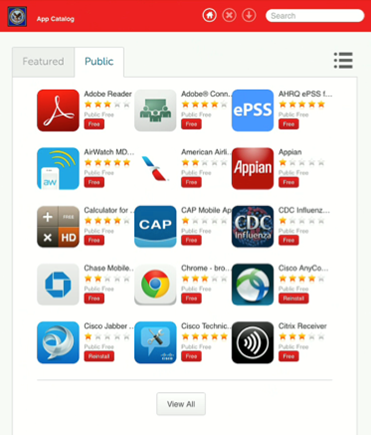 App Catalog
Search
Featured
Public
Adobe Reader
Public Free
Free
Adobe® Conn...
Public Free
Free
ePSS
AHRQ ePSS f...
Public Free
Free
aw
AirWatch MD...
Public Free
Free
American Airli...
Public Free
Free
Appian
Appian
Public Free
Free
FREE
HD
Calculator for ...
Public Free
Free
CAP
CAP Mobile Ap...
Public Free
Free
CDC
Influenza
CDC Influenz...
Public Free
Free
Chase Mobile...
Public Free
Free
Chrome - bro...
Public Free
Free
Cisco AnyCo...
Public Free
Reinstall
Cisco Jabber ...
Public Free
Reinstall
CISCO
Cisco Technic...
Public Free
Free
Citrix Receiver
Public Free
Free
View All